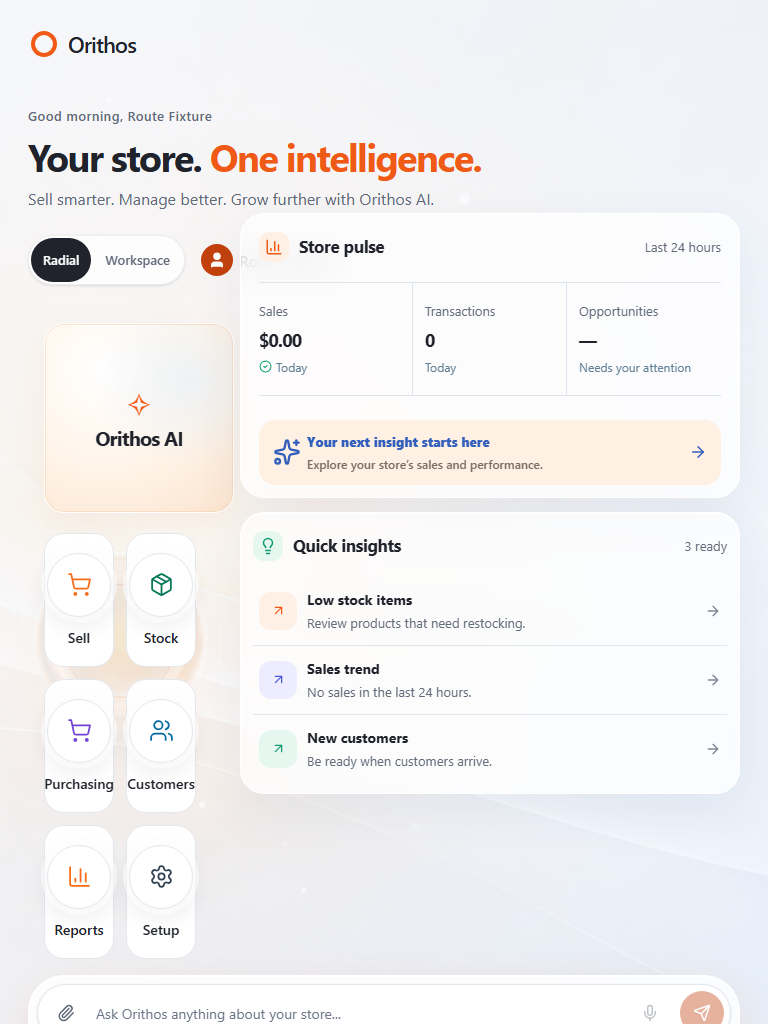 Orithos
Good morning, Route Fixture
Your store. One intelligence.
Sell smarter. Manage better. Grow further with Orithos AI.
Radial
Workspace
Store pulse
Last 24 hours
Sales
$0.00
Today
Transactions
0
Today
Opportunities
—
Needs your attention
Your next insight starts here
Explore your store's sales and performance.
Orithos AI
Quick insights
3 ready
Low stock items
Review products that need restocking.
Sales trend
No sales in the last 24 hours.
New customers
Be ready when customers arrive.
Sell
Stock
Purchasing
Customers
Reports
Setup
Ask Orithos anything about your store...